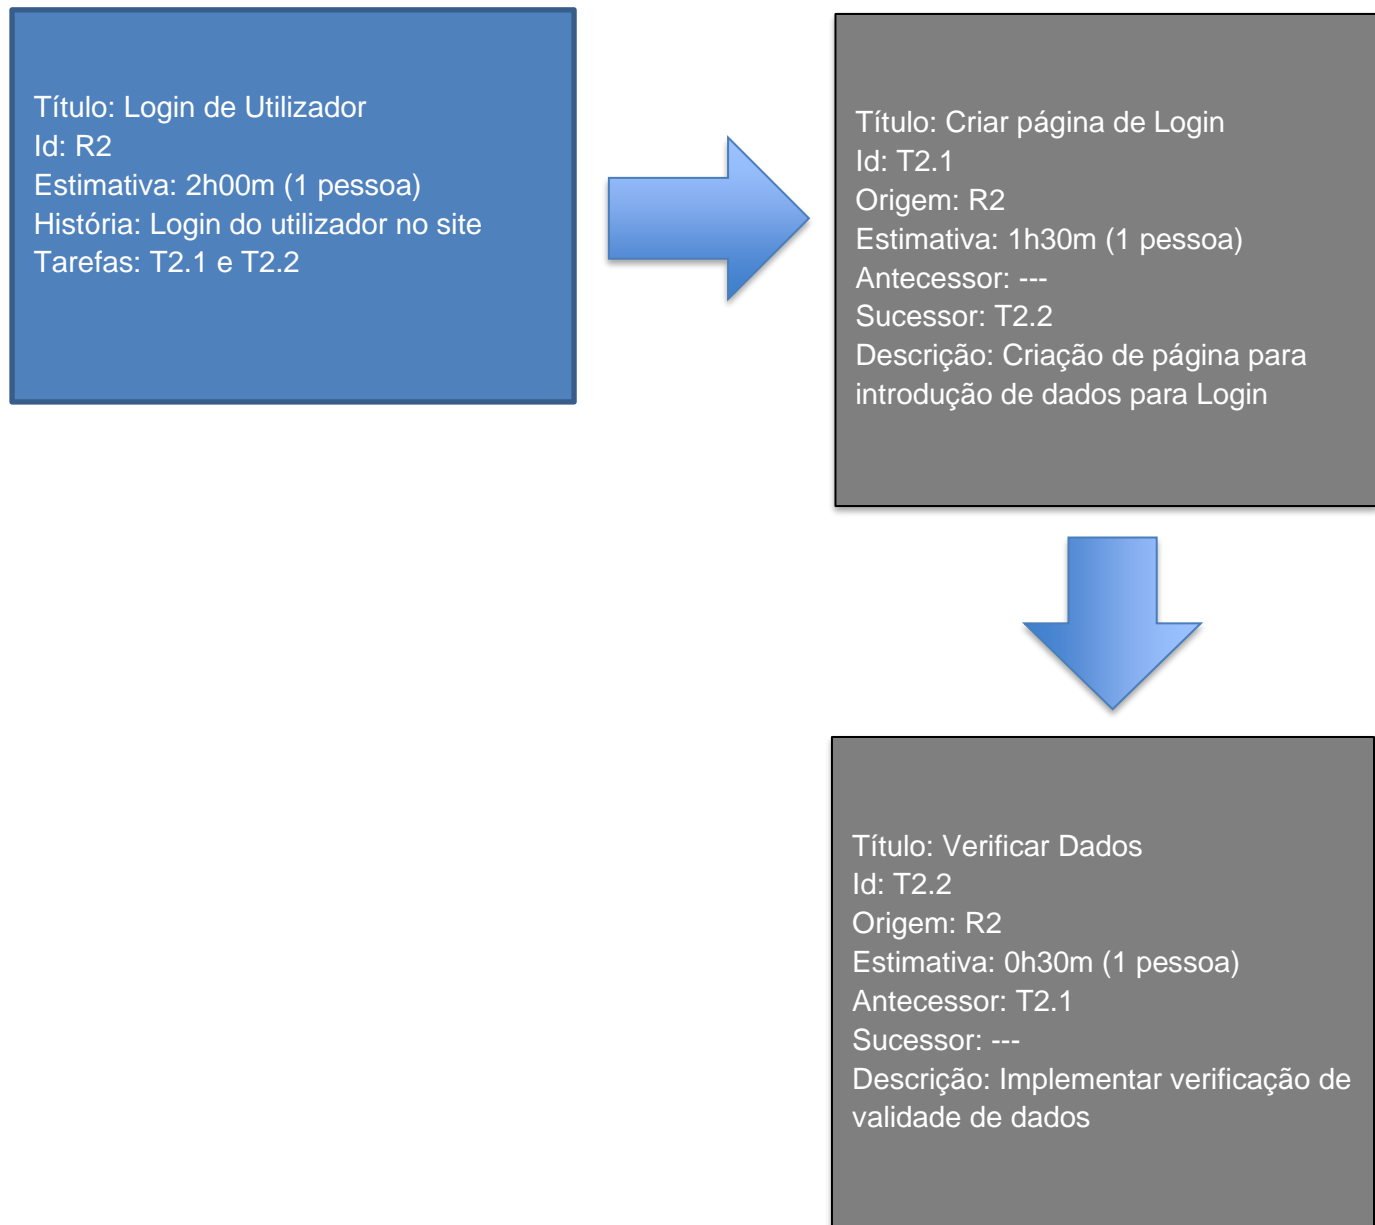 Título: Login de Utilizador
Id: R2
Estimativa: 2h00m (1 pessoa)
História: Login do utilizador no site
Tarefas: T2.1 e T2.2
Título: Criar página de Login
Id: T2.1
Origem: R2
Estimativa: 1h30m (1 pessoa)
Antecessor: ---
Sucessor: T2.2
Descrição: Criação de página para
introdução de dados para Login
Título: Verificar Dados
Id: T2.2
Origem: R2
Estimativa: 0h30m (1 pessoa)
Antecessor: T2.1
Sucessor: ---
Descrição: Implementar verificação de
validade de dados